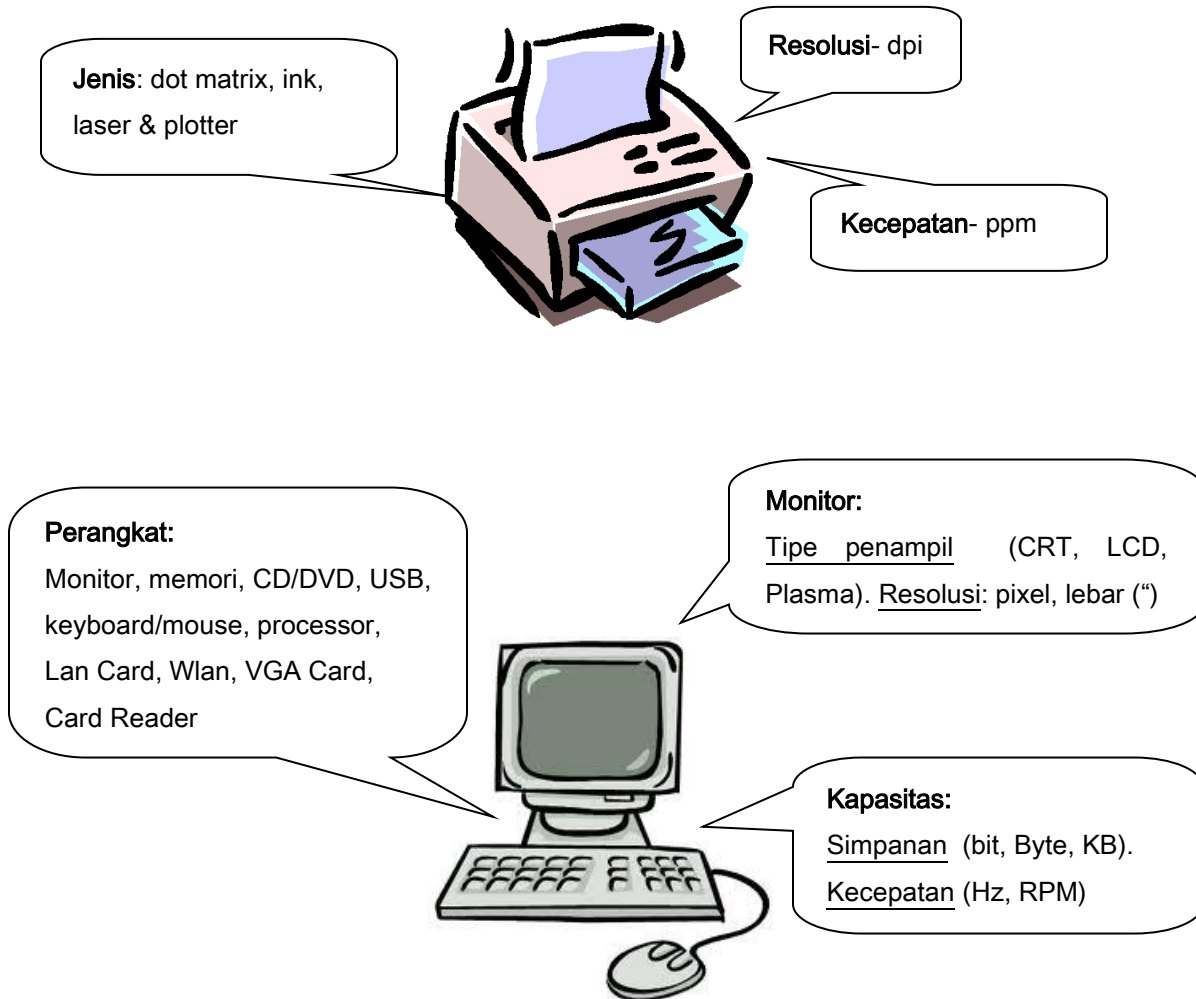 Jenis: dot matrix, ink,
laser & plotter
Resolusi- dpi
Kecepatan- ppm
Perangkat:
Monitor, memori, CD/DVD, USB,
keyboard/mouse, processor,
Lan Card, Wlan, VGA Card,
Card Reader
Monitor:
Tipe penampil (CRT, LCD,
Plasma). Resolusi: pixel, lebar (“)
Kapasitas:
Simpanan (bit, Byte, KB).
Kecepatan (Hz, RPM)